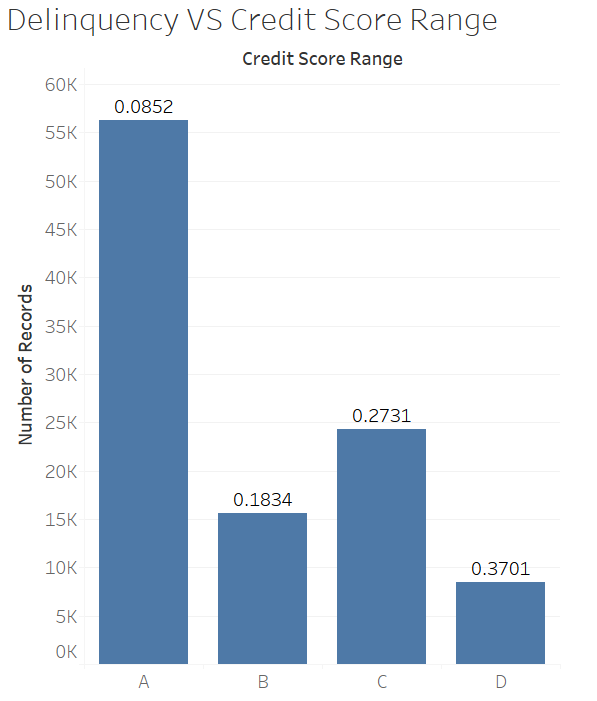 Delinquency VS Credit Score Range
Credit Score Range
60K
55K
50K
45K
40K
35K
30K
25K
20K
15K
10K
5K
0K
Number of Records
0.0852
0.1834
0.2731
0.3701
A
B
C
D